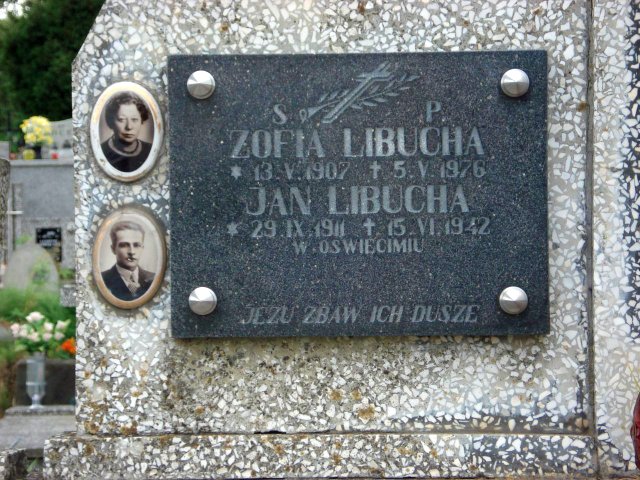 S P
ZOFIA LIBUCHA
* 13.V.1907 ✝ 5.V.1976
JAN LIBUCHA
* 29.IX.1911 ✝ 15.VI.1942
W OŚWIĘCIMIU
JEZU ZBAW ICH DUSZE